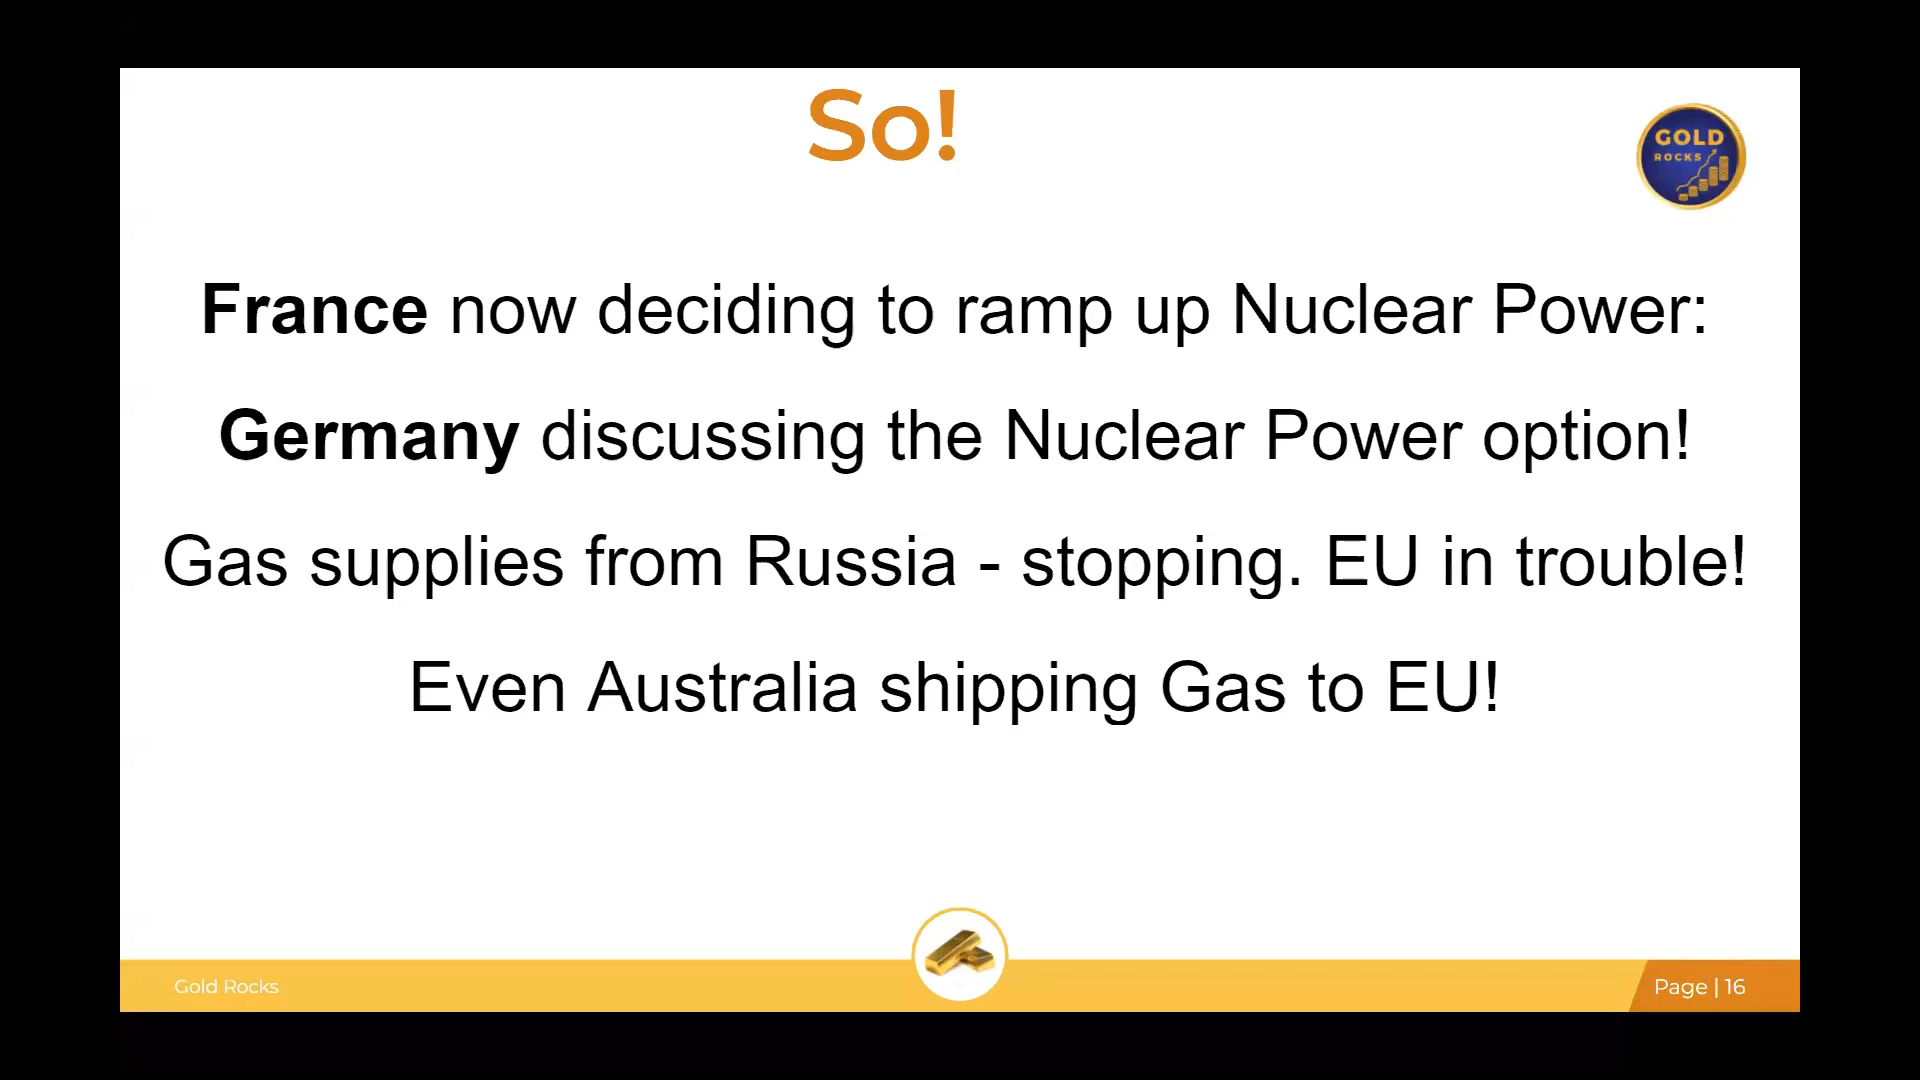 So!
GOLD
ROCKS
France now deciding to ramp up Nuclear Power:
Germany discussing the Nuclear Power option!
Gas supplies from Russia - stopping. EU in trouble!
Even Australia shipping Gas to EU!
Gold Rocks
Page | 16